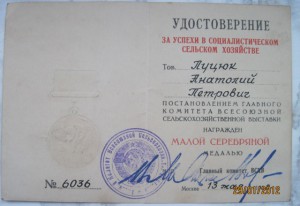 УДОСТОВЕРЕНИЕ
ЗА УСПЕХИ В СОЦИАЛИСТИЧЕСКОМ
СЕЛЬСКОМ ХОЗЯЙСТВЕ
Тов. Пуцюк
Анатолий
Петрович
ПОСТАНОВЛЕНИЕМ ГЛАВНОГО
КОМИТЕТА ВСЕСОЮЗНОЙ
СЕЛЬСКОХОЗЯЙСТВЕННОЙ ВЫСТАВКИ
НАГРАЖДЕН
МАЛОЙ СЕРЕБРЯНОЙ
МЕДАЛЬЮ
Главный комитет ВСХВ
№ 6036
Москва